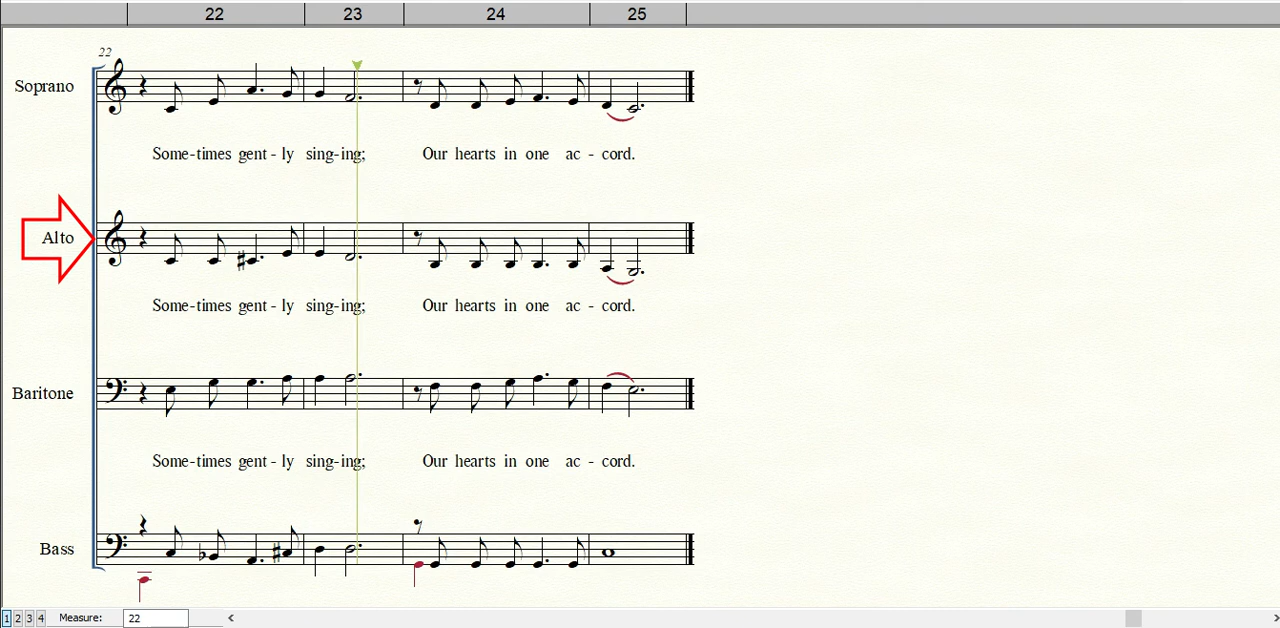 22 23 24 25
22
Soprano
Some-times gent - ly sing-ing; Our hearts in one ac - cord.
Alto
Some-times gent - ly sing-ing; Our hearts in one ac - cord.
Baritone
Some-times gent - ly sing-ing; Our hearts in one ac - cord.
Bass
1 2 3 4 Measure: 22